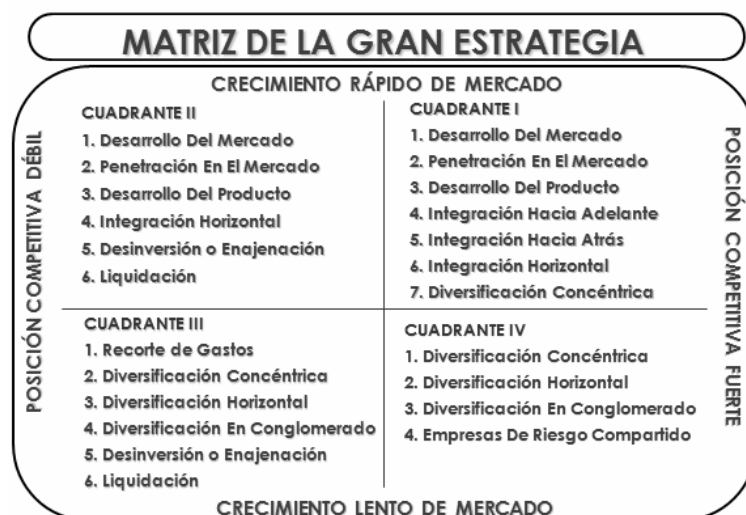 MATRIZ DE LA GRAN ESTRATEGIA
CRECIMIENTO RÁPIDO DE MERCADO
POSICIÓN COMPETITIVA DÉBIL
CUADRANTE II
1. Desarrollo Del Mercado
2. Penetración En El Mercado
3. Desarrollo Del Producto
4. Integración Horizontal
5. Desinversión o Enajenación
6. Liquidación
CUADRANTE I
1. Desarrollo Del Mercado
2. Penetración En El Mercado
3. Desarrollo Del Producto
4. Integración Hacia Adelante
5. Integración Hacia Atrás
6. Integración Horizontal
7. Diversificación Concéntrica
POSICIÓN COMPETITIVA FUERTE
CUADRANTE III
1. Recorte de Gastos
2. Diversificación Concéntrica
3. Diversificación Horizontal
4. Diversificación En Conglomerado
5. Desinversión o Enajenación
6. Liquidación
CUADRANTE IV
1. Diversificación Concéntrica
2. Diversificación Horizontal
3. Diversificación En Conglomerado
4. Empresas De Riesgo Compartido
CRECIMIENTO LENTO DE MERCADO